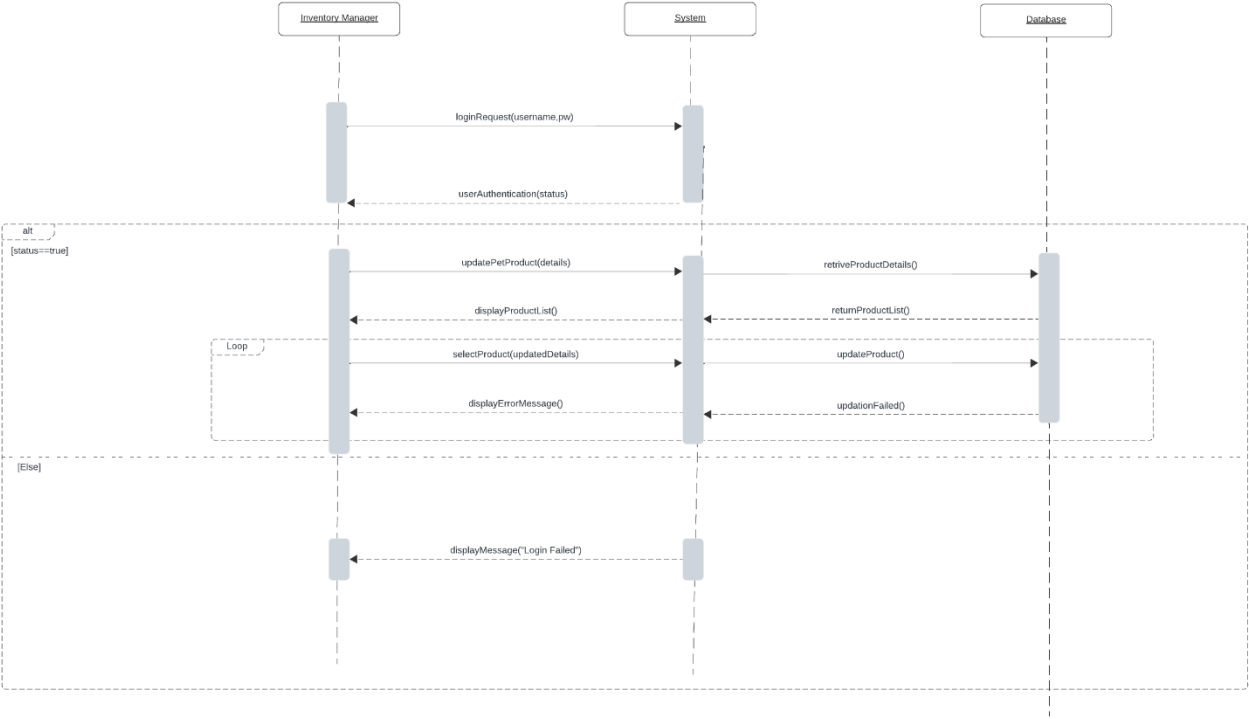 Inventory Manager
System
Database
loginRequest(username,pw)
userAuthentication(status)
alt
[status==true]
updatePetProduct(details)
retriveProductDetails()
displayProductList()
returnProductList()
Loop
selectProduct(updatedDetails)
updateProduct()
displayErrorMessage()
updationFailed()
[Else]
displayMessage("Login Failed")